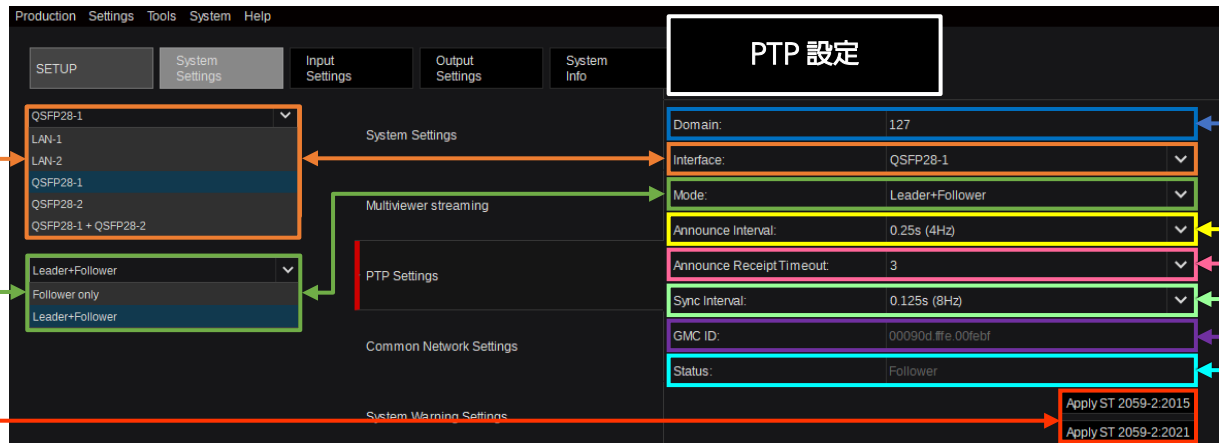 Production Settings Tools System Help
PTP 設定
SETUP
System
Settings
Input
Settings
Output
Settings
System
Info
QSFP28-1
LAN-1
LAN-2
QSFP28-1
QSFP28-2
QSFP28-1 + QSFP28-2
Leader+Follower
Follower only
Leader+Follower
System Settings
Multiviewer streaming
PTP Settings
Common Network Settings
System Warning Settings
Domain: 127
Interface: QSFP28-1
Mode: Leader+Follower
Announce Interval: 0.25s (4Hz)
Announce Receipt Timeout: 3
Sync Interval: 0.125s (8Hz)
GMC ID: 00090d.fffe.00febf
Status: Follower
Apply ST 2059-2:2015
Apply ST 2059-2:2021